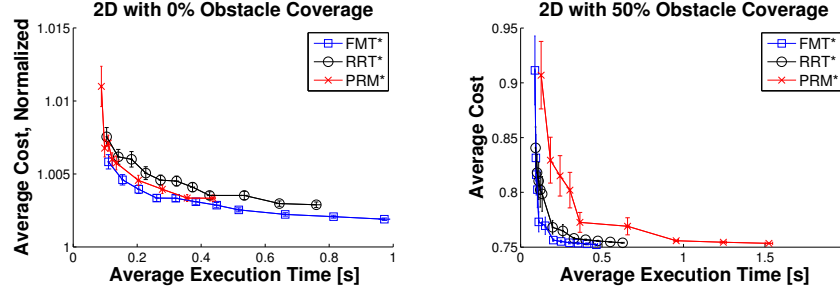 2D with 0% Obstacle Coverage
Average Cost, Normalized
1.015
1.01
1.005
1
0
0.2
0.4
0.6
0.8
1
Average Execution Time [s]
FMT*
RRT*
PRM*
2D with 50% Obstacle Coverage
Average Cost
0.95
0.9
0.85
0.8
0.75
0
0.5
1
1.5
Average Execution Time [s]
FMT*
RRT*
PRM*